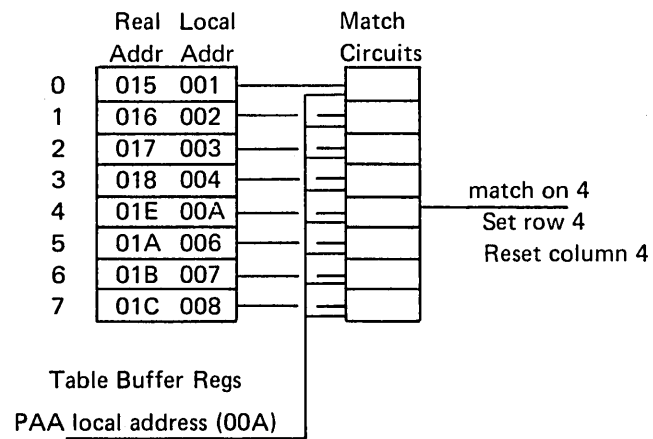 Real Local Match
Addr Addr Circuits
0 015 001
1 016 002
2 017 003
3 018 004
4 01E 00A
5 01A 006
6 01B 007
7 01C 008
match on 4
Set row 4
Reset column 4
Table Buffer Regs
PAA local address (00A)